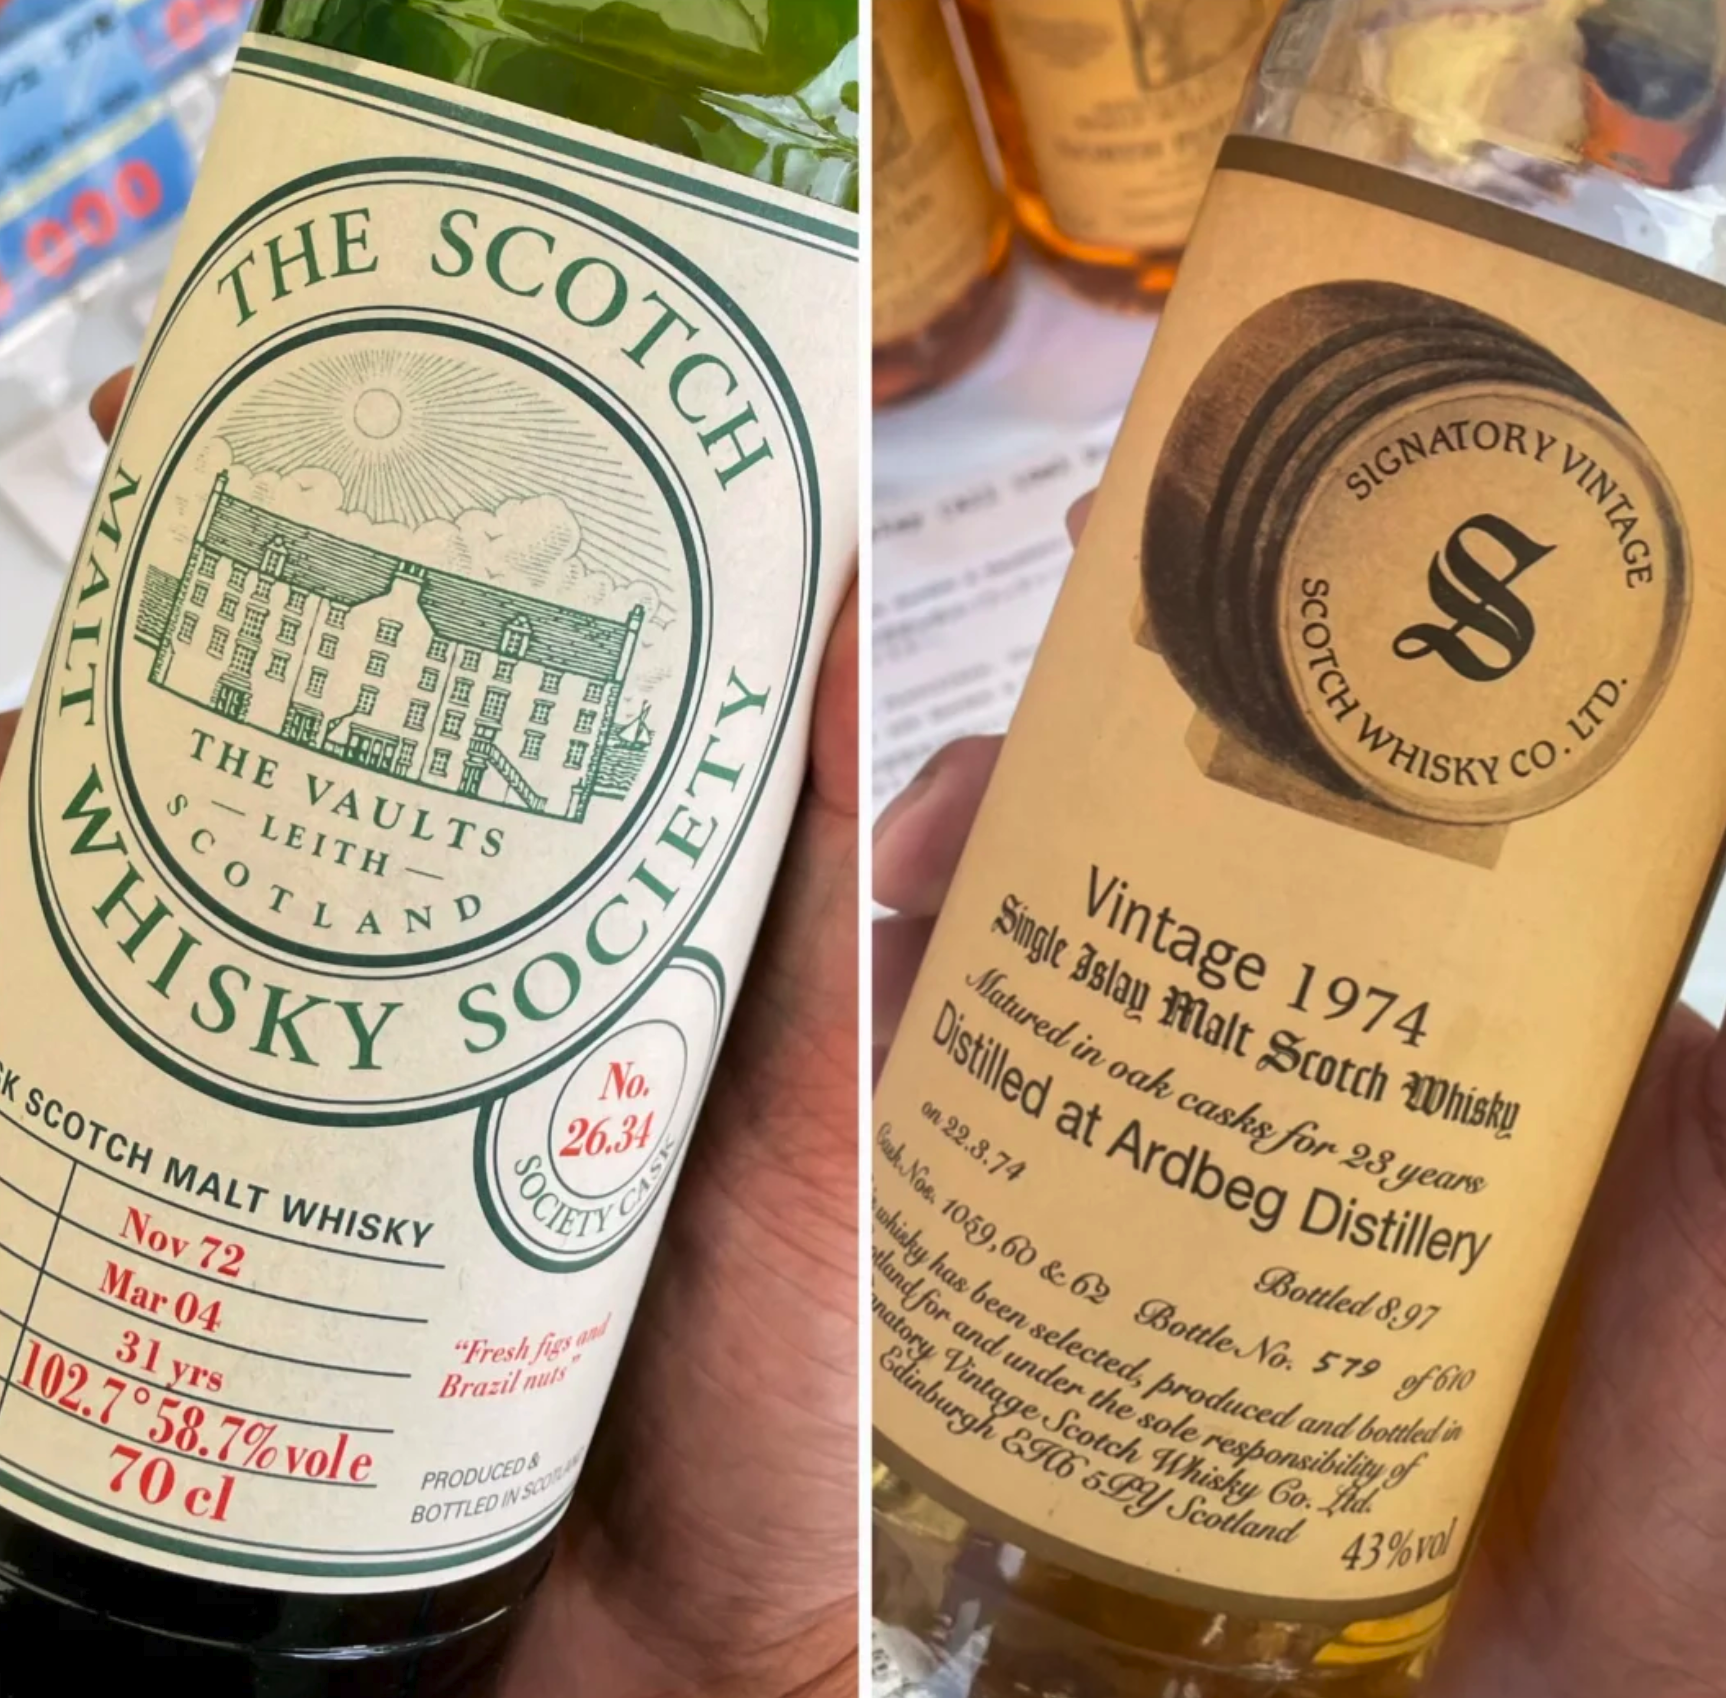 THE SCOTCH
MALT WHISKY SOCIETY
THE VAULTS
— LEITH —
SCOTLAND
No.
26.34
SOCIETY CASK
SCOTCH MALT WHISKY
Nov 72
Mar 04
31 yrs
102.7° 58.7% vol e
70 cl
"Fresh figs and
Brazil nuts"
PRODUCED &
BOTTLED IN SCOTLAND
SIGNATORY VINTAGE
S
SCOTCH WHISKY CO. LTD.
Vintage 1974
Single Islay Malt Scotch Whisky
Matured in oak casks for 23 years
Distilled at Ardbeg Distillery
on 22.3.74
Bottled 8.97
Cask Nos. 1059,60 & 62 Bottle No. 579 of 610
whisky has been selected, produced and bottled in
for and under the sole responsibility of
Vintage Scotch Whisky Co. Ltd.
Edinburgh EH6 5PY Scotland
43%vol